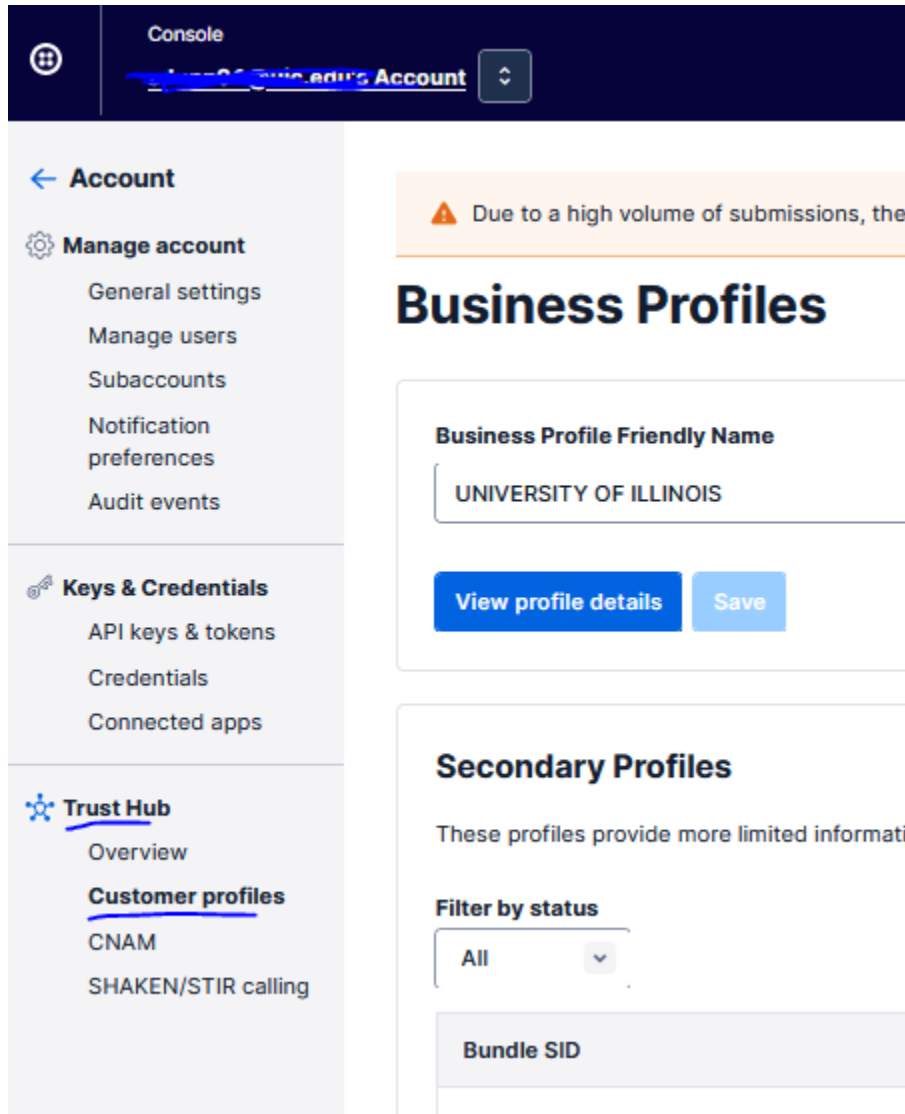 Console
Account
Account
Manage account
General settings
Manage users
Subaccounts
Notification
preferences
Audit events
Keys & Credentials
API keys & tokens
Credentials
Connected apps
Trust Hub
Overview
Customer profiles
CNAM
SHAKEN/STIR calling
Due to a high volume of submissions, the
Business Profiles
Business Profile Friendly Name
UNIVERSITY OF ILLINOIS
View profile details
Save
Secondary Profiles
These profiles provide more limited informati
Filter by status
All
Bundle SID